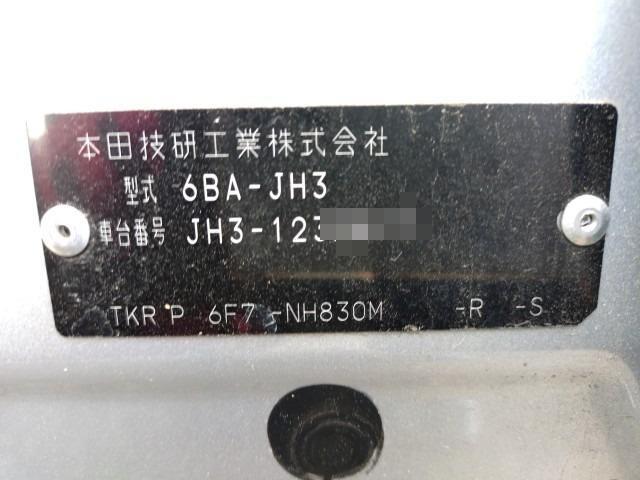 本田技研工業株式会社
型式 6BA-JH3
車台番号 JH3-123
TKR P 6F7 -NH830M -R -S